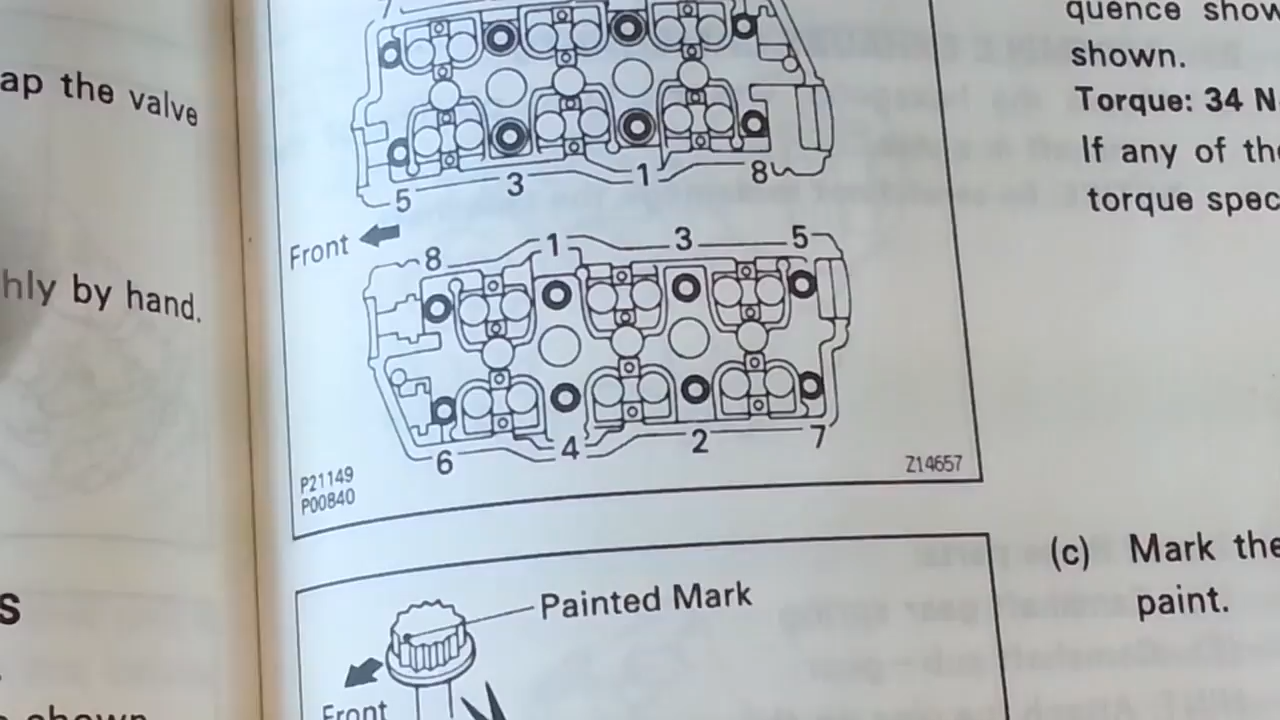 ap the valve
hly by hand.
S
shown
5 3 1 8
Front
8 1 3 5
6 4 2 7
P21149
P00840
Z14657
Painted Mark
Front
quence show
shown.
Torque: 34 N
If any of the
torque spec
(c) Mark the
paint.